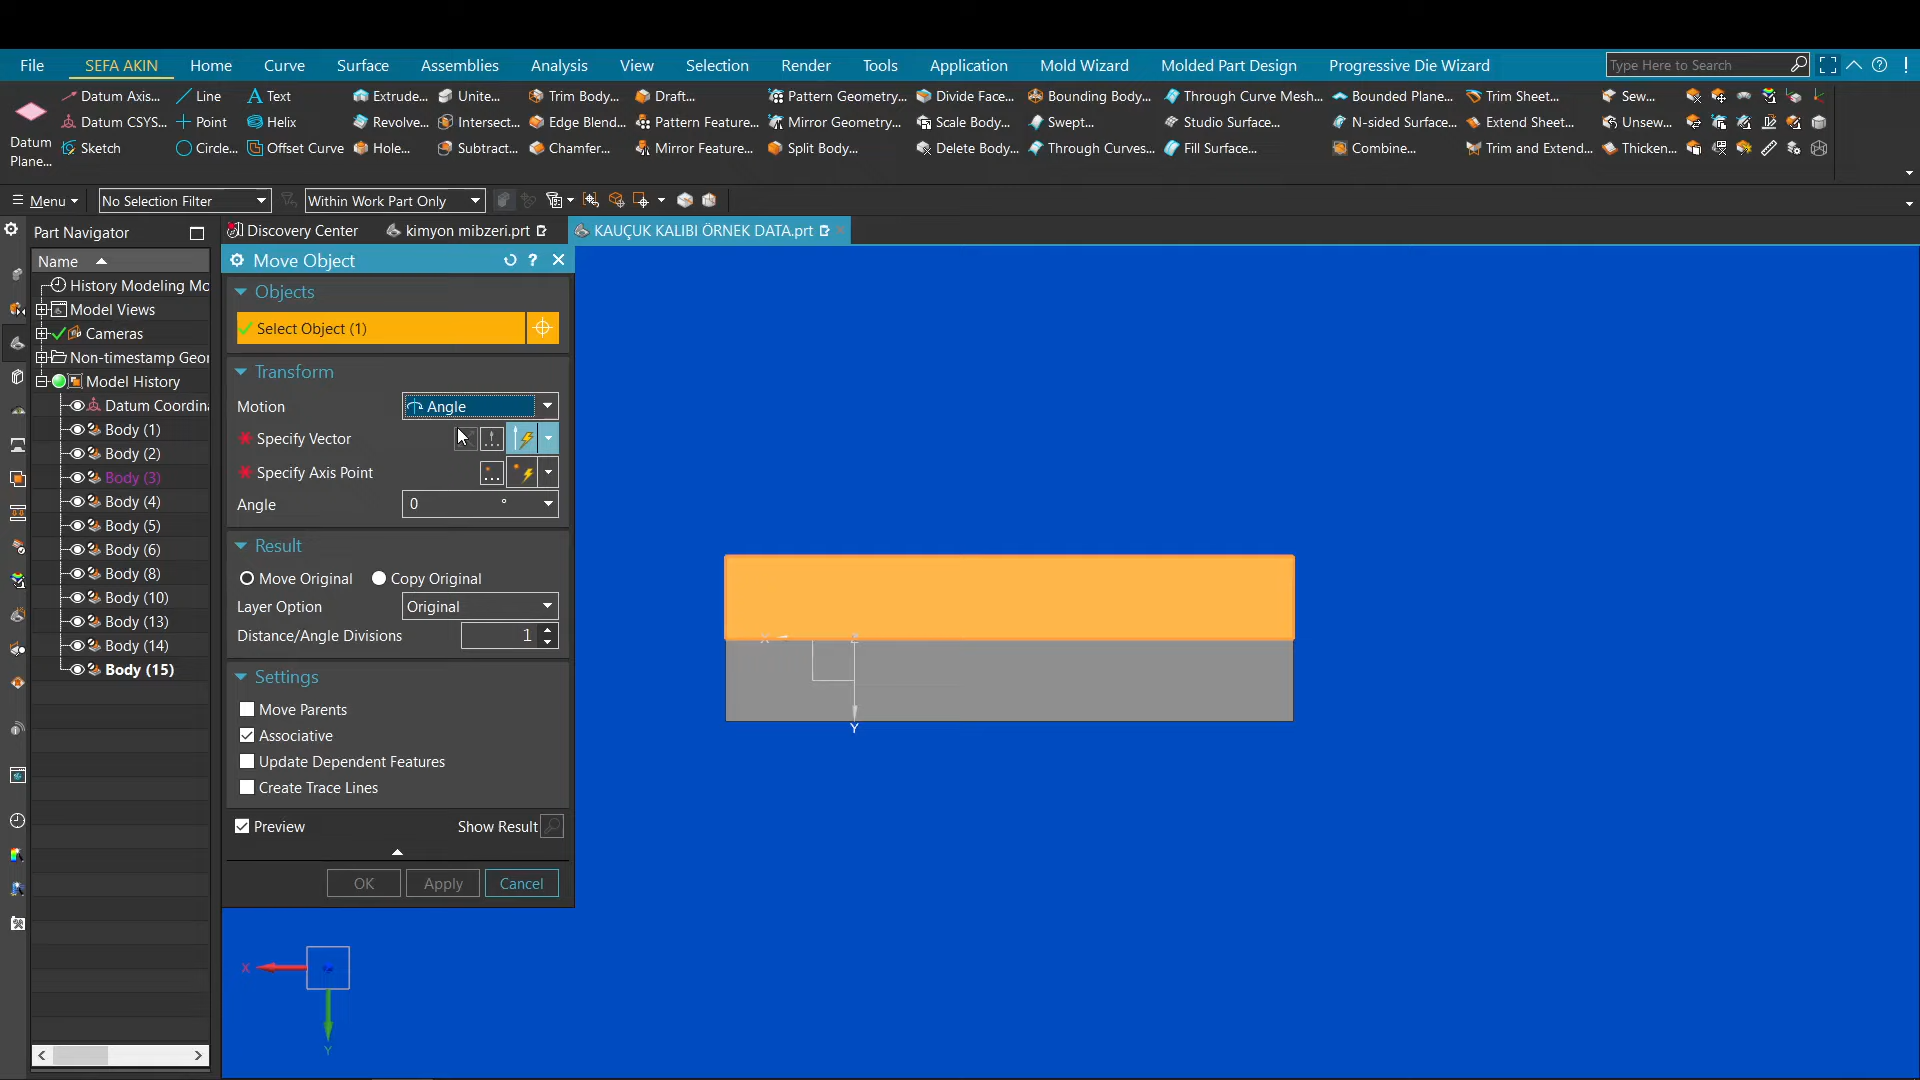 File SEFA AKIN Home Curve Surface Assemblies Analysis View Selection Render Tools Application Mold Wizard Molded Part Design Progressive Die Wizard Type Here to Search
Datum Axis... Line Text Extrude... Unite... Trim Body... Draft... Pattern Geometry... Divide Face... Bounding Body... Through Curve Mesh... Bounded Plane... Trim Sheet... Sew...
Datum CSYS... Point Helix Revolve... Intersect... Edge Blend... Pattern Feature... Mirror Geometry... Scale Body... Swept... Studio Surface... N-sided Surface... Extend Sheet... Unsew...
Datum Plane... Sketch Circle... Offset Curve Hole... Subtract... Chamfer... Mirror Feature... Split Body... Delete Body... Through Curves... Fill Surface... Combine... Trim and Extend... Thicken...
Menu No Selection Filter Within Work Part Only
Part Navigator Discovery Center kimyon mibzeri.prt KAUÇUK KALIBI ÖRNEK DATA.prt
Name
History Modeling Mo
Model Views
Cameras
Non-timestamp Geor
Model History
Datum Coordin
Body (1)
Body (2)
Body (3)
Body (4)
Body (5)
Body (6)
Body (8)
Body (10)
Body (13)
Body (14)
Body (15)
Move Object ?
Objects
Select Object (1)
Transform
Motion Angle
Specify Vector
Specify Axis Point
Angle 0 °
Result
Move Original Copy Original
Layer Option Original
Distance/Angle Divisions 1
Settings
Move Parents
Associative
Update Dependent Features
Create Trace Lines
Preview Show Result
OK Apply Cancel
X Z
Y
X
Y